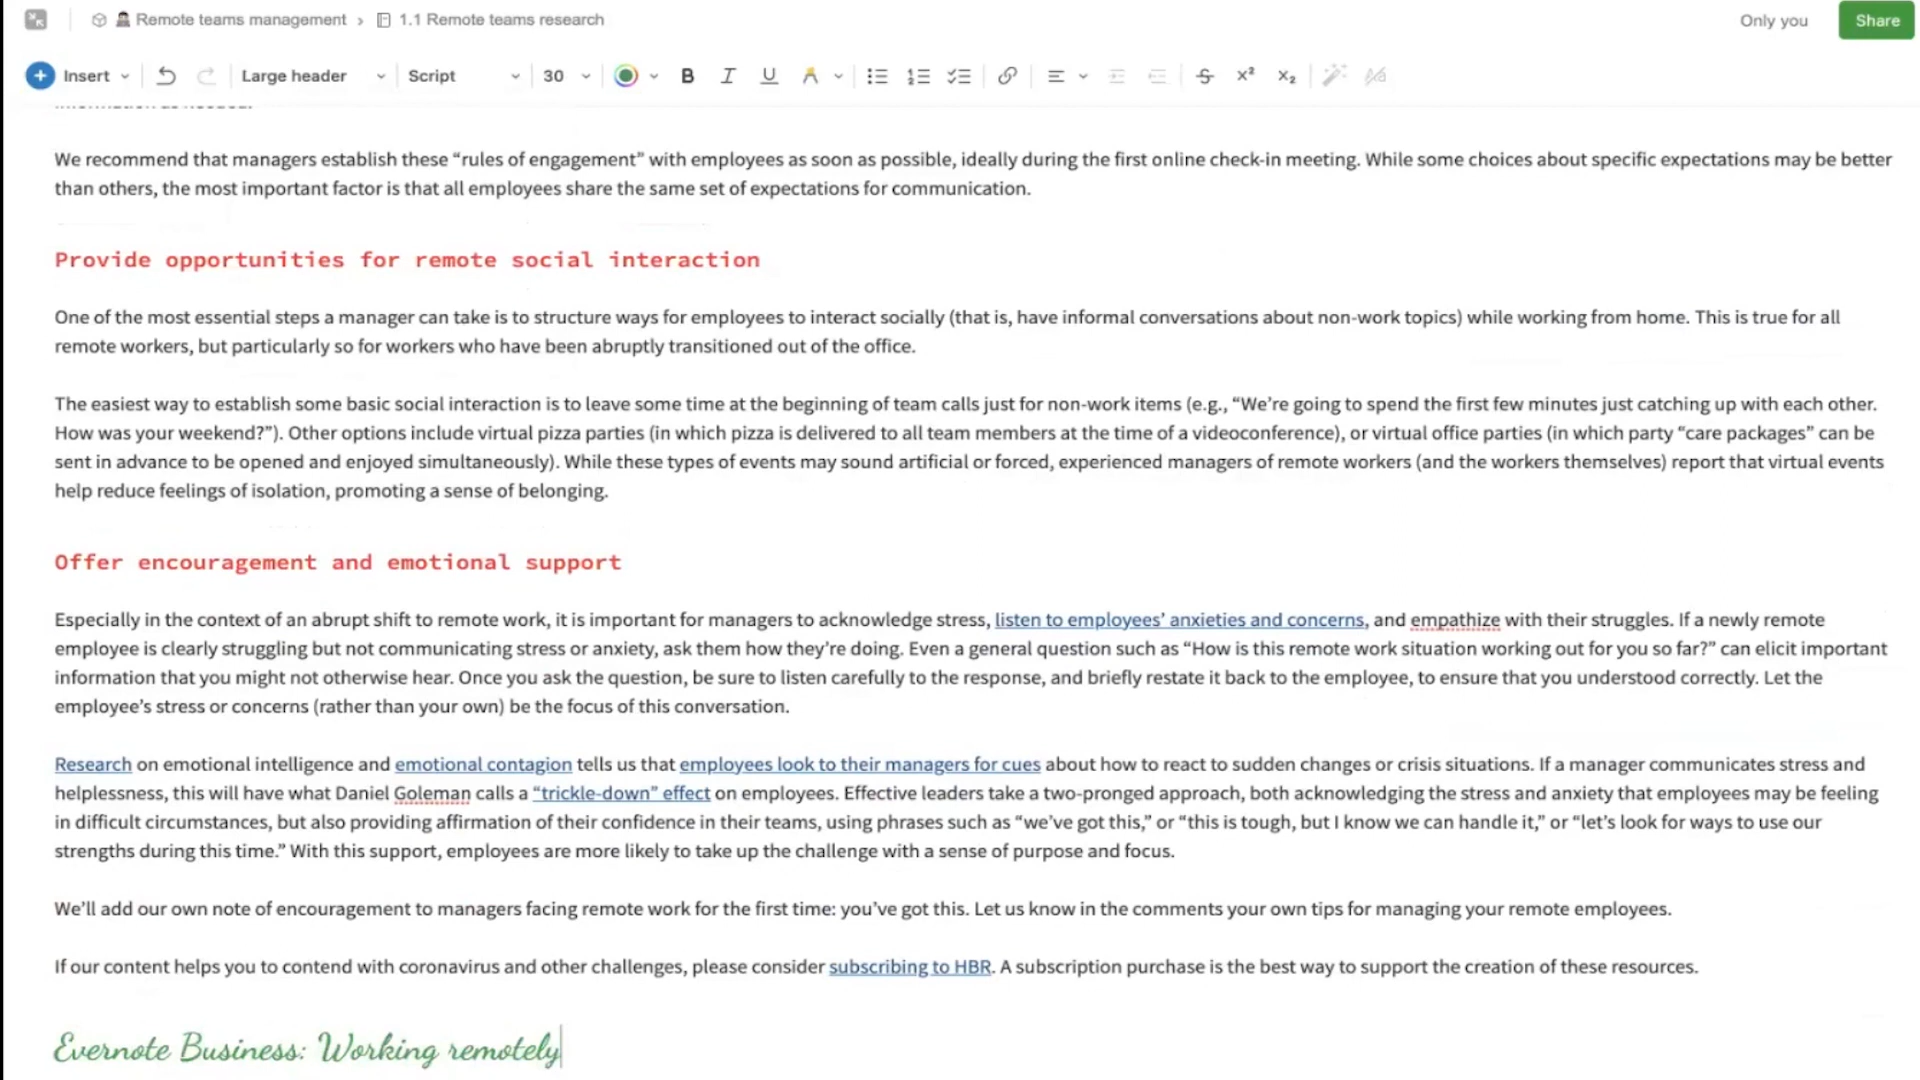 Remote teams management › 1.1 Remote teams research
Only you
Share
Insert
Large header
Script
30
B I U
We recommend that managers establish these “rules of engagement” with employees as soon as possible, ideally during the first online check-in meeting. While some choices about specific expectations may be better
than others, the most important factor is that all employees share the same set of expectations for communication.
Provide opportunities for remote social interaction
One of the most essential steps a manager can take is to structure ways for employees to interact socially (that is, have informal conversations about non-work topics) while working from home. This is true for all
remote workers, but particularly so for workers who have been abruptly transitioned out of the office.
The easiest way to establish some basic social interaction is to leave some time at the beginning of team calls just for non-work items (e.g., “We’re going to spend the first few minutes just catching up with each other.
How was your weekend?”). Other options include virtual pizza parties (in which pizza is delivered to all team members at the time of a videoconference), or virtual office parties (in which party “care packages” can be
sent in advance to be opened and enjoyed simultaneously). While these types of events may sound artificial or forced, experienced managers of remote workers (and the workers themselves) report that virtual events
help reduce feelings of isolation, promoting a sense of belonging.
Offer encouragement and emotional support
Especially in the context of an abrupt shift to remote work, it is important for managers to acknowledge stress, listen to employees’ anxieties and concerns, and empathize with their struggles. If a newly remote
employee is clearly struggling but not communicating stress or anxiety, ask them how they’re doing. Even a general question such as “How is this remote work situation working out for you so far?” can elicit important
information that you might not otherwise hear. Once you ask the question, be sure to listen carefully to the response, and briefly restate it back to the employee, to ensure that you understood correctly. Let the
employee’s stress or concerns (rather than your own) be the focus of this conversation.
Research on emotional intelligence and emotional contagion tells us that employees look to their managers for cues about how to react to sudden changes or crisis situations. If a manager communicates stress and
helplessness, this will have what Daniel Goleman calls a “trickle-down” effect on employees. Effective leaders take a two-pronged approach, both acknowledging the stress and anxiety that employees may be feeling
in difficult circumstances, but also providing affirmation of their confidence in their teams, using phrases such as “we’ve got this,” or “this is tough, but I know we can handle it,” or “let’s look for ways to use our
strengths during this time.” With this support, employees are more likely to take up the challenge with a sense of purpose and focus.
We’ll add our own note of encouragement to managers facing remote work for the first time: you’ve got this. Let us know in the comments your own tips for managing your remote employees.
If our content helps you to contend with coronavirus and other challenges, please consider subscribing to HBR. A subscription purchase is the best way to support the creation of these resources.
Evernote Business: Working remotely